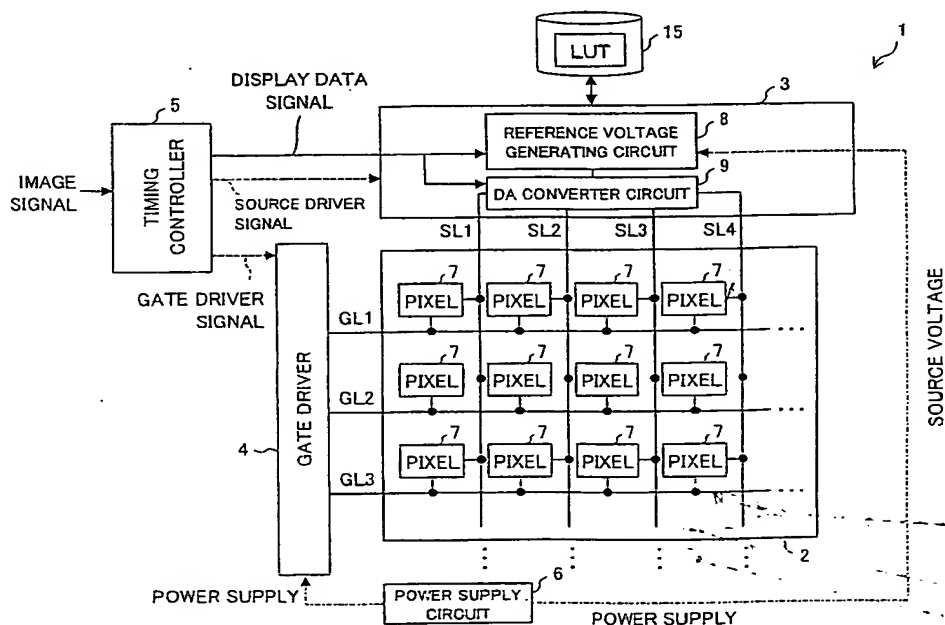 15
LUT
1
DISPLAY DATA
SIGNAL
5
3
REFERENCE VOLTAGE
GENERATING CIRCUIT
8
IMAGE
SIGNAL
TIMING
CONTROLLER
SOURCE DRIVER
SIGNAL
DA CONVERTER CIRCUIT
9
SL1 SL2 SL3 SL4
GATE DRIVER
SIGNAL
7 7 7 7
PIXEL PIXEL PIXEL PIXEL
GL1
7 7 7 7
PIXEL PIXEL PIXEL PIXEL
GL2
7 7 7 7
PIXEL PIXEL PIXEL PIXEL
GL3
4
GATE DRIVER
SOURCE VOLTAGE
2
POWER SUPPLY
POWER SUPPLY
CIRCUIT
6
POWER SUPPLY